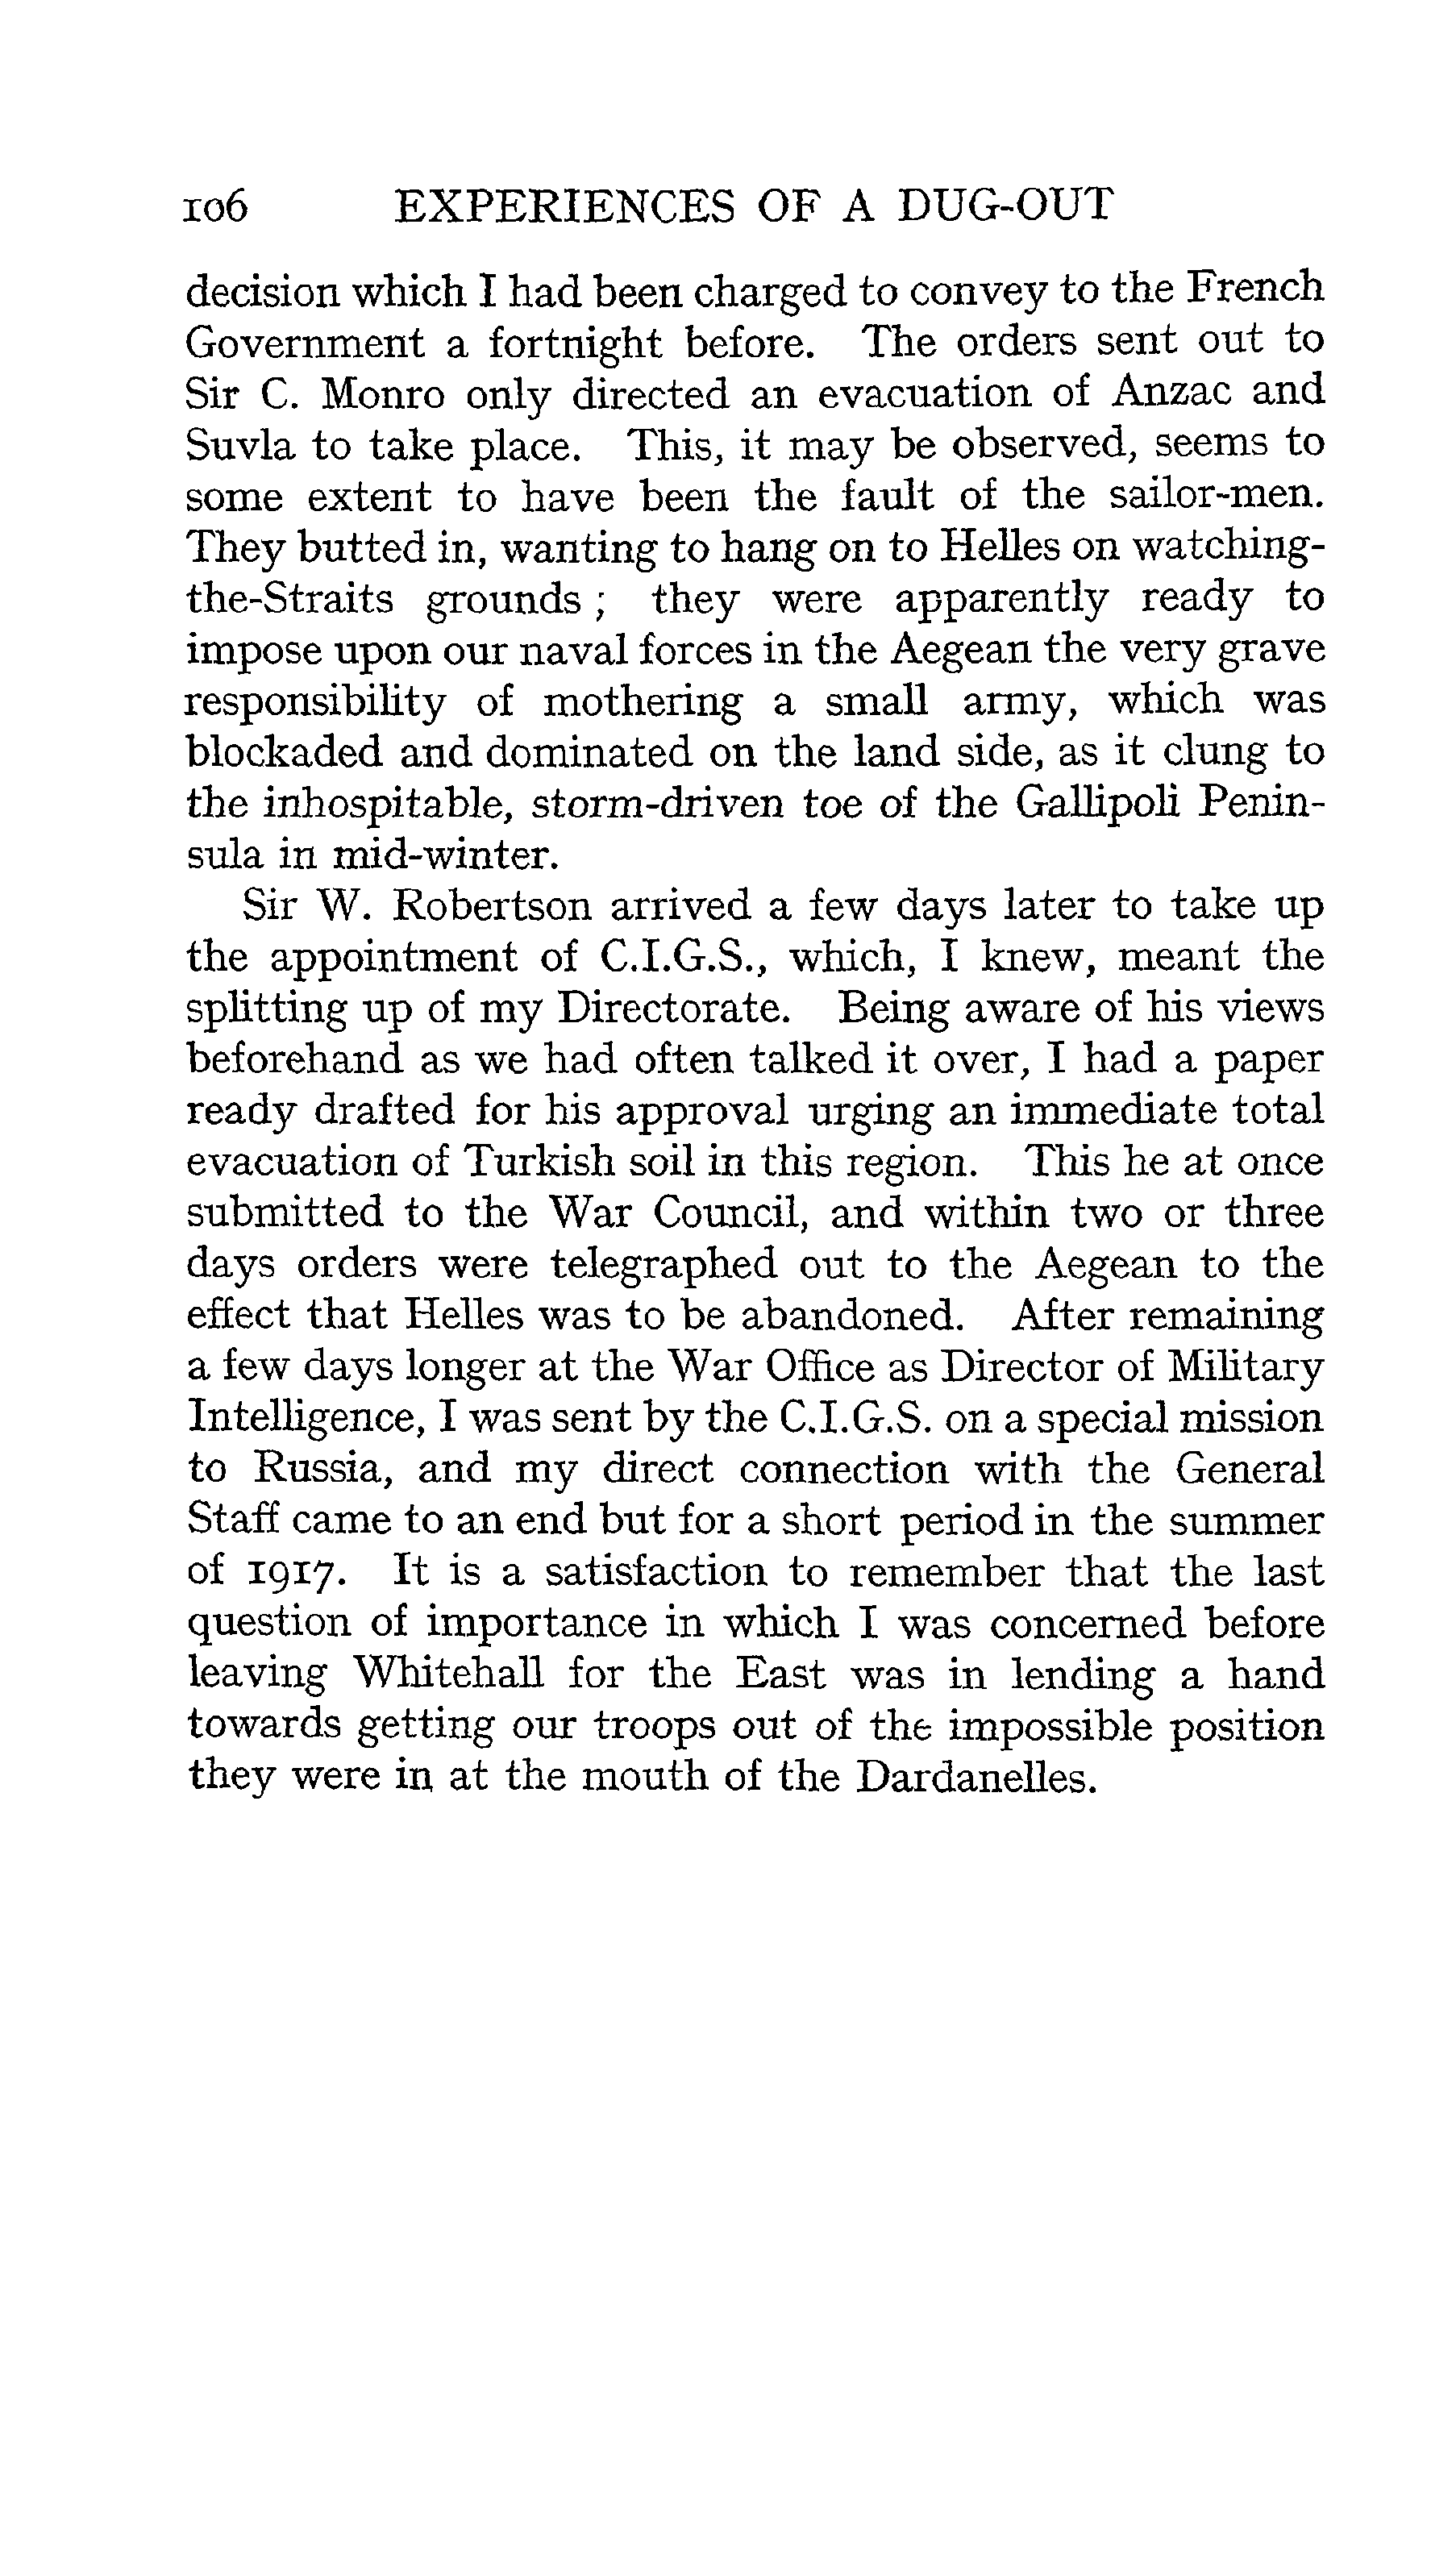 106 EXPERIENCES OF A DUG-OUT
decision which I had been charged to convey to the French
Government a fortnight before. The orders sent out to
Sir C. Monro only directed an evacuation of Anzac and
Suvla to take place. This, it may be observed, seems to
some extent to have been the fault of the sailor-men.
They butted in, wanting to hang on to Helles on watching-
the-Straits grounds ; they were apparently ready to
impose upon our naval forces in the Aegean the very grave
responsibility of mothering a small army, which was
blockaded and dominated on the land side, as it clung to
the inhospitable, storm-driven toe of the Gallipoli Penin-
sula in mid-winter.
Sir W. Robertson arrived a few days later to take up
the appointment of C.I.G.S., which, I knew, meant the
splitting up of my Directorate. Being aware of his views
beforehand as we had often talked it over, I had a paper
ready drafted for his approval urging an immediate total
evacuation of Turkish soil in this region. This he at once
submitted to the War Council, and within two or three
days orders were telegraphed out to the Aegean to the
effect that Helles was to be abandoned. After remaining
a few days longer at the War Office as Director of Military
Intelligence, I was sent by the C.I.G.S. on a special mission
to Russia, and my direct connection with the General
Staff came to an end but for a short period in the summer
of 1917. It is a satisfaction to remember that the last
question of importance in which I was concerned before
leaving Whitehall for the East was in lending a hand
towards getting our troops out of the impossible position
they were in at the mouth of the Dardanelles.